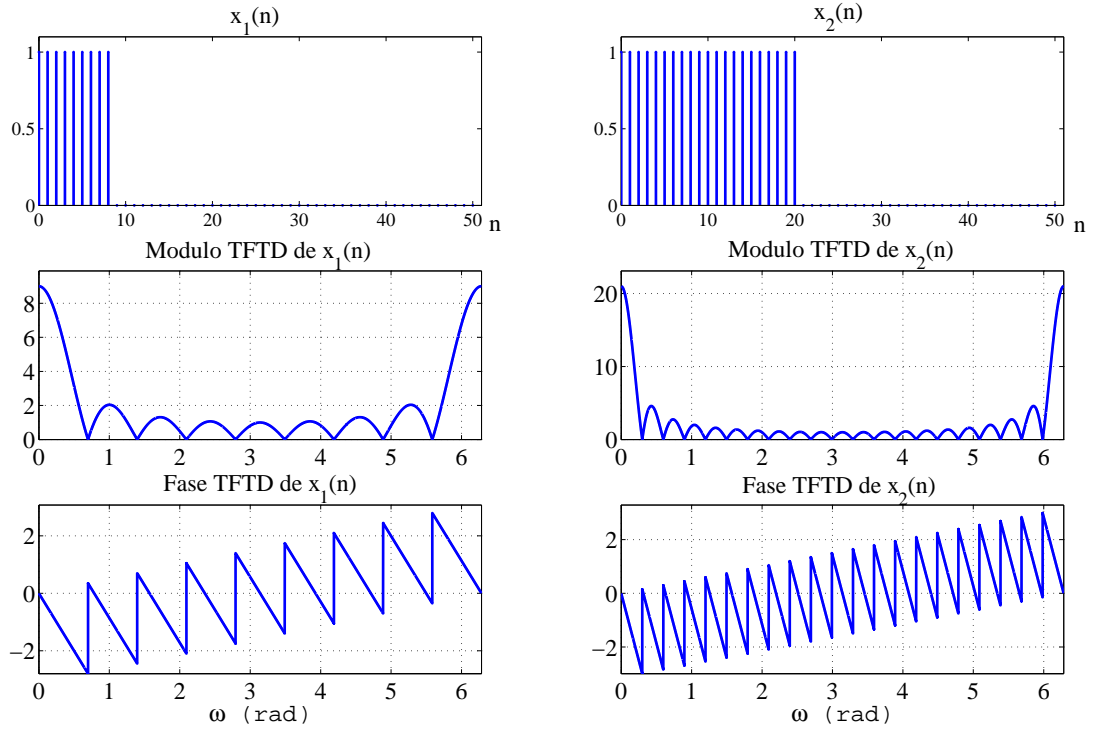 x1(n)
1
0.5
0
0 10 20 30 40 50 n
Modulo TFTD de x1(n)
8
6
4
2
0
0 1 2 3 4 5 6
Fase TFTD de x1(n)
2
0
−2
0 1 2 3 4 5 6
ω (rad)
x2(n)
1
0.5
0
0 10 20 30 40 50 n
Modulo TFTD de x2(n)
20
10
0
0 1 2 3 4 5 6
Fase TFTD de x2(n)
2
0
−2
0 1 2 3 4 5 6
ω (rad)